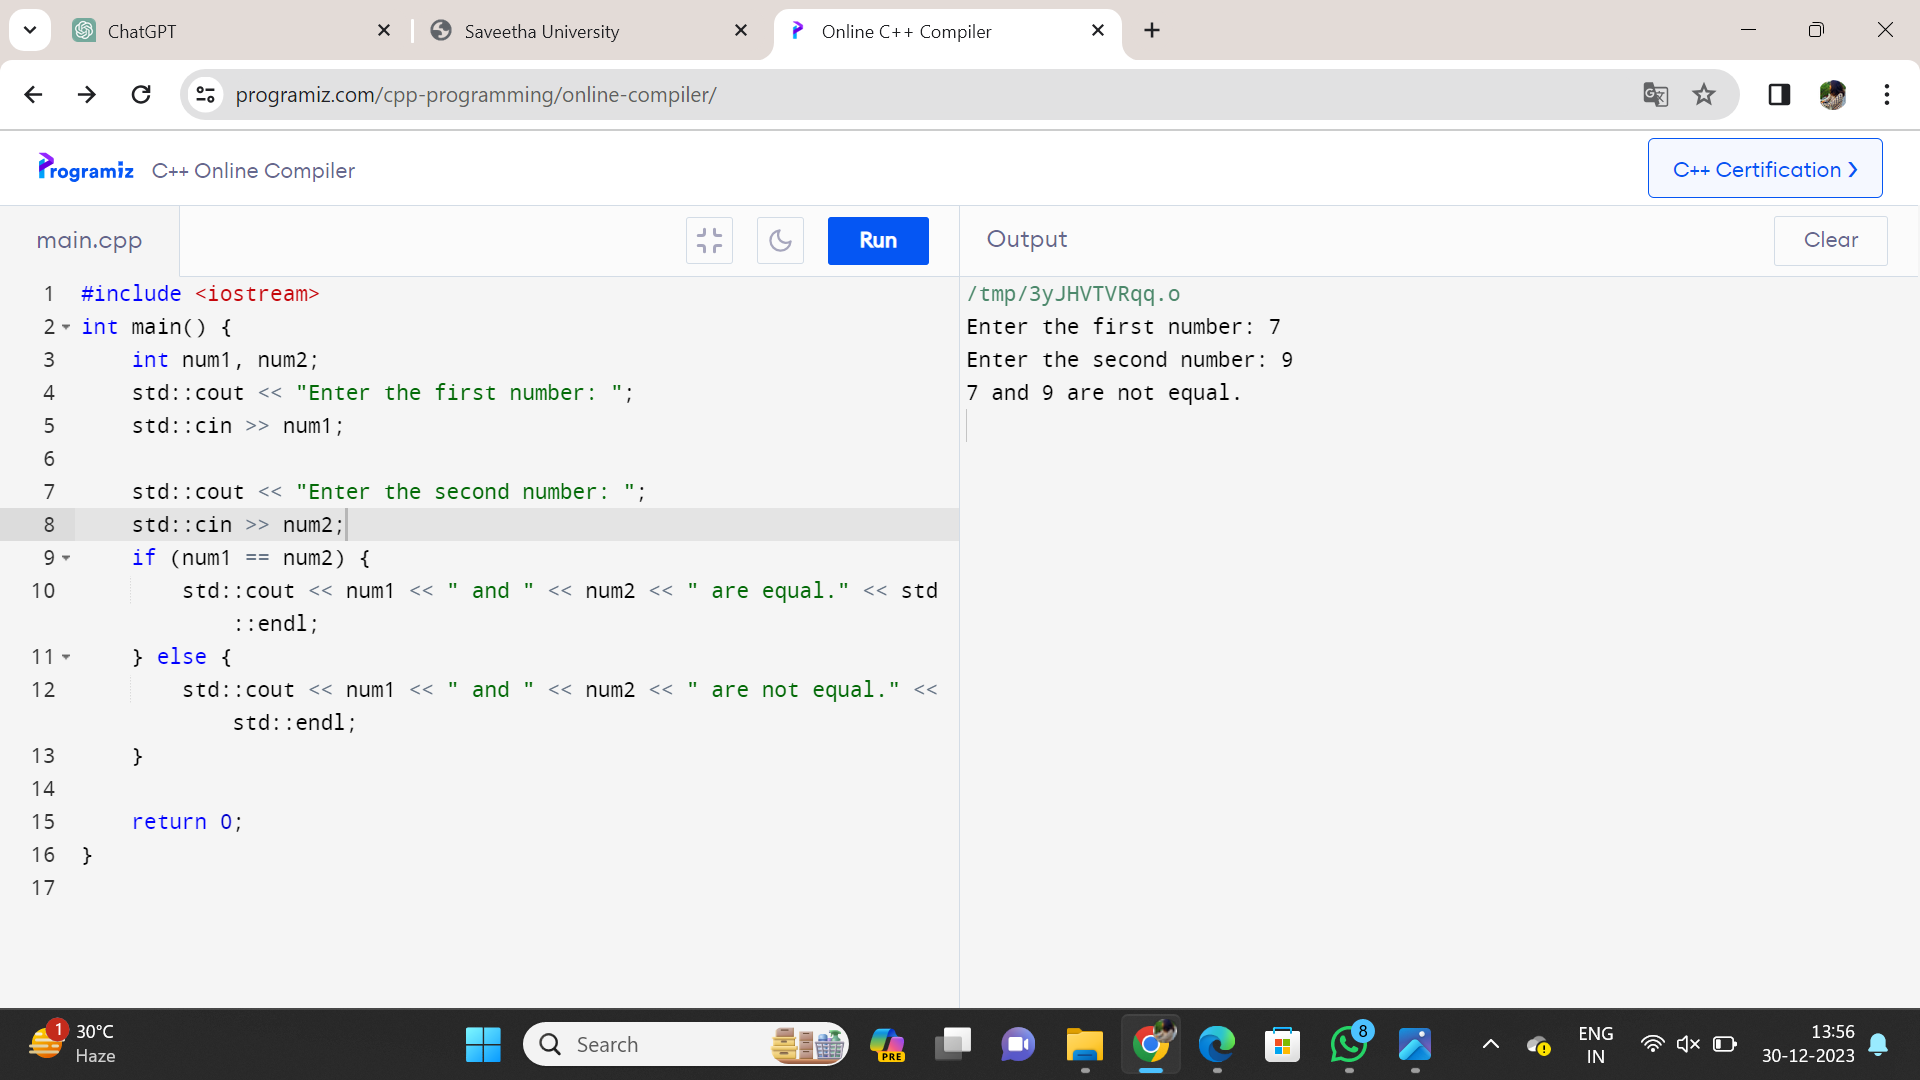 ChatGPT
Saveetha University
Online C++ Compiler
programiz.com/cpp-programming/online-compiler/
Programiz C++ Online Compiler
C++ Certification ❯
main.cpp
Run
Output
Clear
1 #include <iostream>
2 int main() {
3     int num1, num2;
4     std::cout << "Enter the first number: ";
5     std::cin >> num1;
6
7     std::cout << "Enter the second number: ";
8     std::cin >> num2;
9     if (num1 == num2) {
10         std::cout << num1 << " and " << num2 << " are equal." << std
::endl;
11     } else {
12         std::cout << num1 << " and " << num2 << " are not equal." <<
std::endl;
13     }
14
15     return 0;
16 }
17
/tmp/3yJHVTVRqq.o
Enter the first number: 7
Enter the second number: 9
7 and 9 are not equal.
1
30°C
Haze
Search
PRE
8
ENG
IN
13:56
30-12-2023